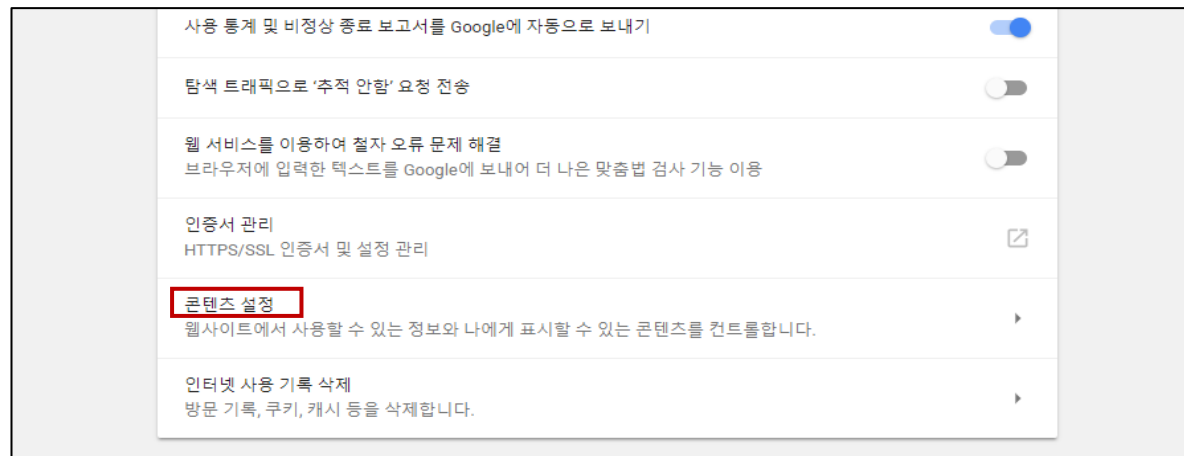 사용 통계 및 비정상 종료 보고서를 Google에 자동으로 보내기
탐색 트래픽으로 '추적 안함' 요청 전송
웹 서비스를 이용하여 철자 오류 문제 해결
브라우저에 입력한 텍스트를 Google에 보내어 더 나은 맞춤법 검사 기능 이용
인증서 관리
HTTPS/SSL 인증서 및 설정 관리
콘텐츠 설정
웹사이트에서 사용할 수 있는 정보와 나에게 표시할 수 있는 콘텐츠를 컨트롤합니다.
인터넷 사용 기록 삭제
방문 기록, 쿠키, 캐시 등을 삭제합니다.